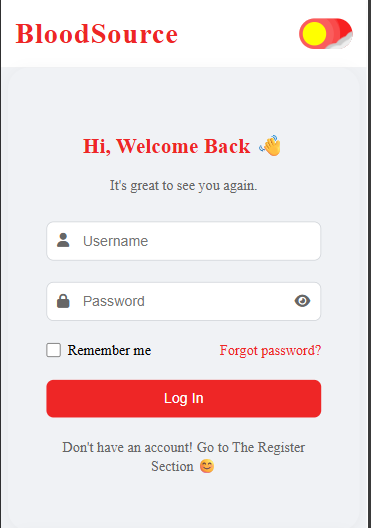 BloodSource
Hi, Welcome Back 👋
It's great to see you again.
Username
Password
Remember me Forgot password?
Log In
Don't have an account! Go to The Register
Section 😊